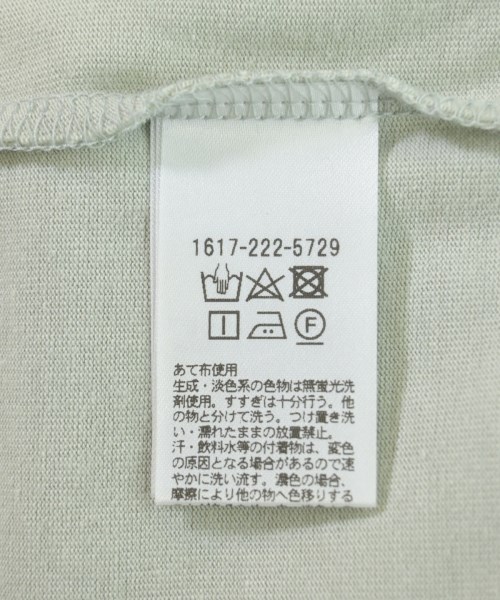 1617-222-5729
F
あて布使用
生成・淡色系の色物は無蛍光洗
剤使用。すすぎは十分行う。他
の物と分けて洗う。つけ置き洗
い・濡れたままの放置禁止。
汗・飲料水等の付着物は、変色
の原因となる場合があるので速
やかに洗い流す。濃色の場合、
摩擦により他の物へ色移りする